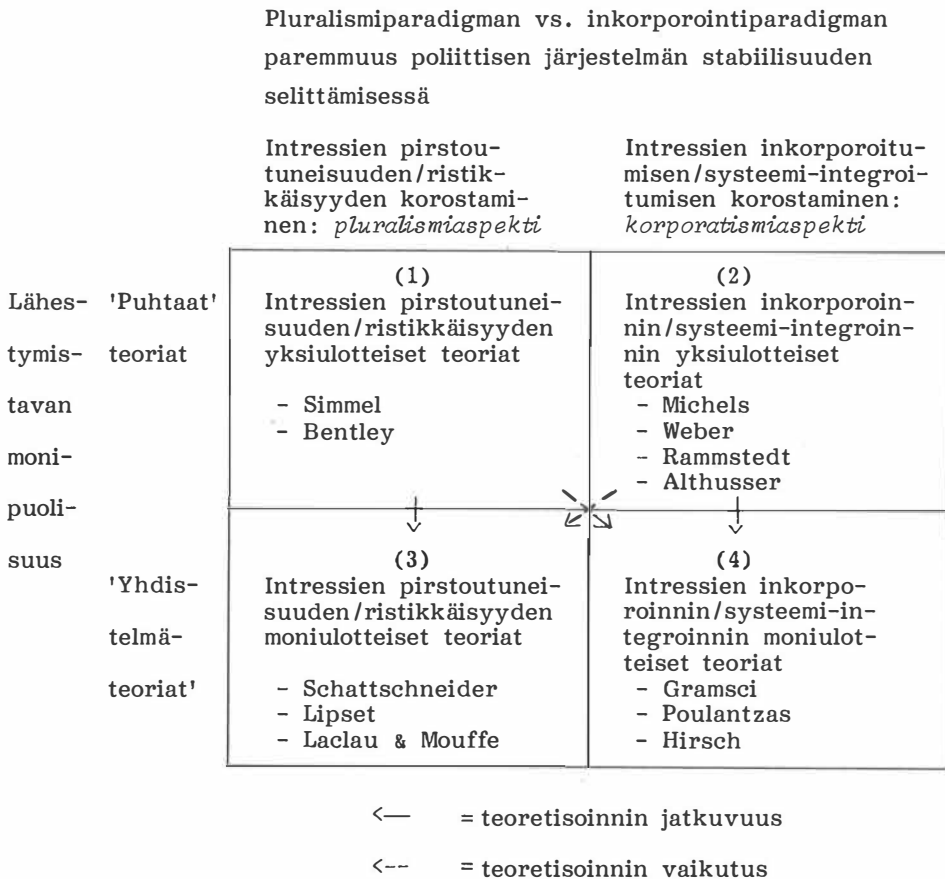 Pluralismiparadigman vs. inkorporointiparadigman
paremmuus poliittisen järjestelmän stabiilisuuden
selittämisessä
Intressien pirstou-
tuneisuuden/ristik-
käisyyden korostami-
nen: pluralismiaspekti
Intressien inkorporoitu-
misen/systeemi-integroi-
tumisen korostaminen:
korporatismiaspekti
Lähes-
tymis-
tavan
moni-
puoli-
suus
'Puhtaat'
teoriat
(1)
Intressien pirstoutunei-
suuden/ristikkäisyyden
yksiulotteiset teoriat
- Simmel
- Bentley
(2)
Intressien inkorporoin-
nin/systeemi-integroin-
nin yksiulotteiset
teoriat
- Michels
- Weber
- Rammstedt
- Althusser
'Yhdis-
telmä-
teoriat'
(3)
Intressien pirstoutunei-
suuden/ristikkäisyyden
moniulotteiset teoriat
- Schattschneider
- Lipset
- Laclau & Mouffe
(4)
Intressien inkorpo-
roinnin/systeemi-in-
tegroinnin moniulot-
teiset teoriat
- Gramsci
- Poulantzas
- Hirsch
<— = teoretisoinnin jatkuvuus
<-- = teoretisoinnin vaikutus